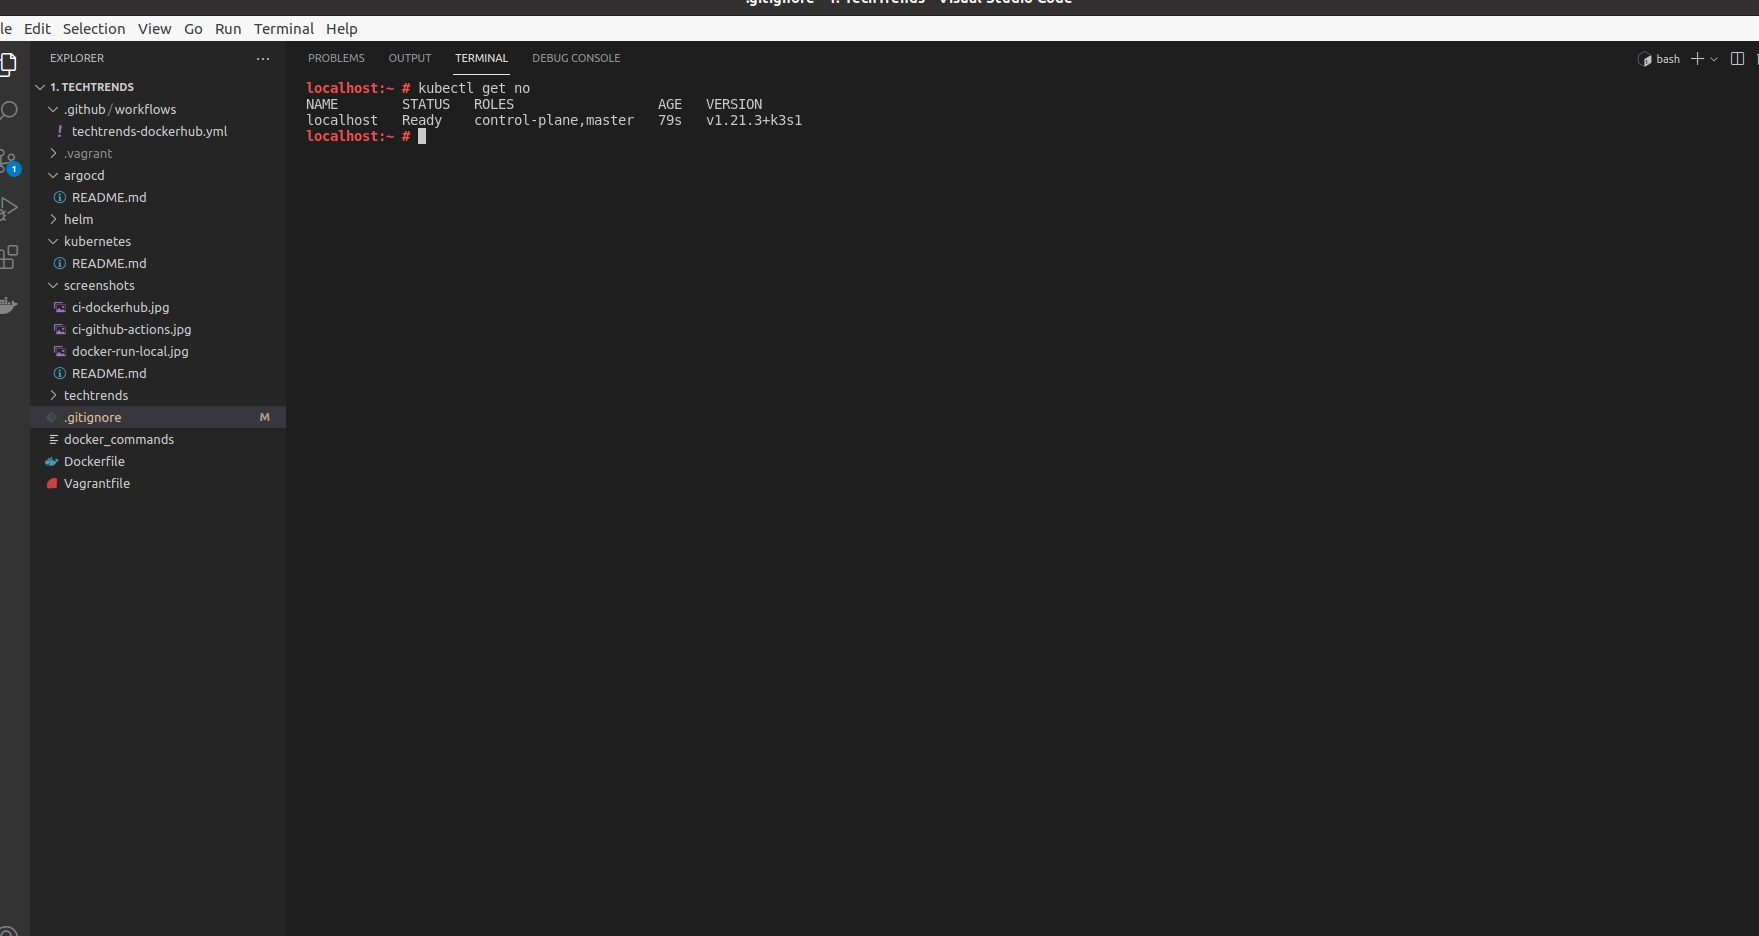 .gitignore - 1. TechTrends - Visual Studio Code
le Edit Selection View Go Run Terminal Help
EXPLORER
1. TECHTRENDS
.github / workflows
techtrends-dockerhub.yml
.vagrant
argocd
README.md
helm
kubernetes
README.md
screenshots
ci-dockerhub.jpg
ci-github-actions.jpg
docker-run-local.jpg
README.md
techtrends
.gitignore M
docker_commands
Dockerfile
Vagrantfile
1
PROBLEMS OUTPUT TERMINAL DEBUG CONSOLE
bash
localhost:~ # kubectl get no
NAME STATUS ROLES AGE VERSION
localhost Ready control-plane,master 79s v1.21.3+k3s1
localhost:~ #